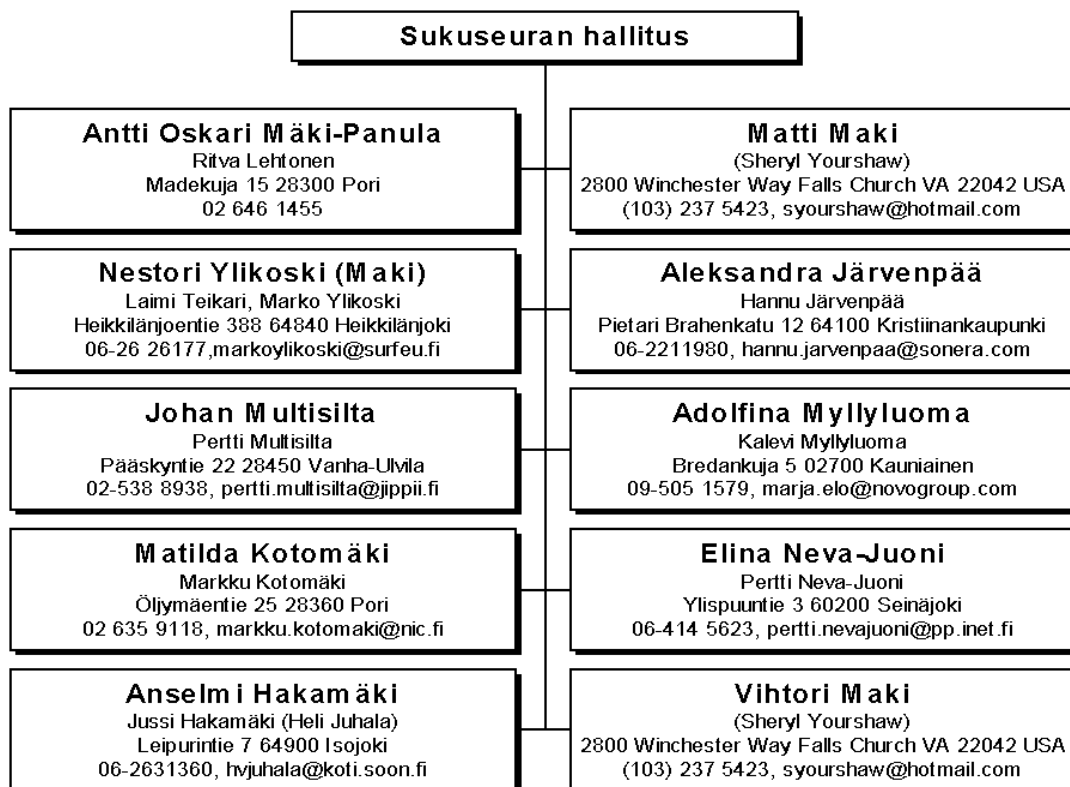 Sukuseuran hallitus
Antti Oskari Mäki-Panula
Ritva Lehtonen
Madekuja 15 28300 Pori
02 646 1455
Matti Maki
(Sheryl Yourshaw)
2800 Winchester Way Falls Church VA 22042 USA
(103) 237 5423, syourshaw@hotmail.com
Nestori Ylikoski (Maki)
Laimi Teikari, Marko Ylikoski
Heikkilänjoentie 388 64840 Heikkilänjoki
06-26 26177,markoylikoski@surfeu.fi
Aleksandra Järvenpää
Hannu Järvenpää
Pietari Brahenkatu 12 64100 Kristiinankaupunki
06-2211980, hannu.jarvenpaa@sonera.com
Johan Multisilta
Pertti Multisilta
Pääskyntie 22 28450 Vanha-Ulvila
02-538 8938, pertti.multisilta@jippii.fi
Adolfina Myllyluoma
Kalevi Myllyluoma
Bredankuja 5 02700 Kauniainen
09-505 1579, marja.elo@novogroup.com
Matilda Kotomäki
Markku Kotomäki
Öljymäentie 25 28360 Pori
02 635 9118, markku.kotomaki@nic.fi
Elina Neva-Juoni
Pertti Neva-Juoni
Ylispuuntie 3 60200 Seinäjoki
06-414 5623, pertti.nevajuoni@pp.inet.fi
Anselmi Hakamäki
Jussi Hakamäki (Heli Juhala)
Leipurintie 7 64900 Isojoki
06-2631360, hvjuhala@koti.soon.fi
Vihtori Maki
(Sheryl Yourshaw)
2800 Winchester Way Falls Church VA 22042 USA
(103) 237 5423, syourshaw@hotmail.com